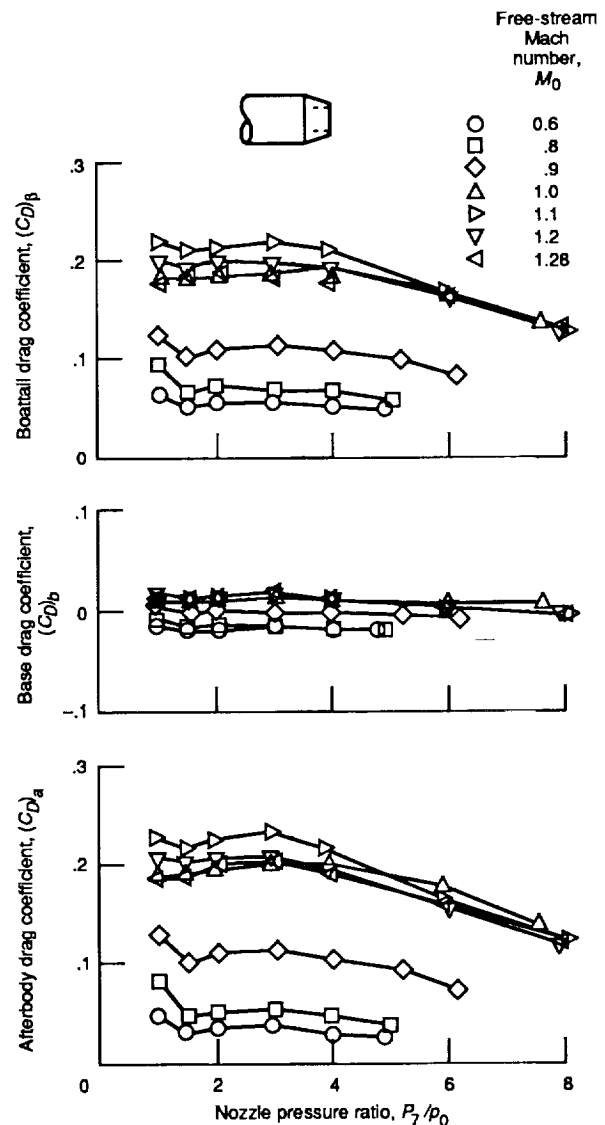 Free-stream
Mach
number,
M0
0.6
.8
.9
1.0
1.1
1.2
1.28
.3
.2
.1
0
Boattail drag coefficient, (CD)β
.1
0
-.1
Base drag coefficient,
(CD)b
.3
.2
.1
0
2
4
6
8
Afterbody drag coefficient, (CD)a
Nozzle pressure ratio, P7/p0